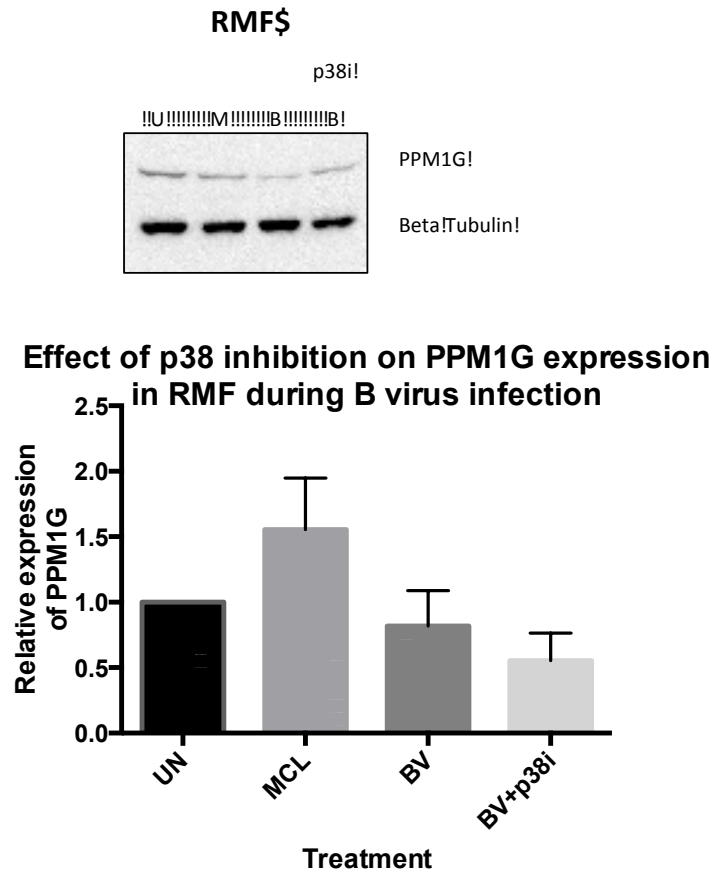 RMF$
p38i!
!!U!!!!!!!!!M!!!!!!!!B!!!!!!!!!B!
PPM1G!
Beta!Tubulin!
Effect of p38 inhibition on PPM1G expression
in RMF during B virus infection
2.5
2.0
1.5
1.0
0.5
0.0
Relative expression
of PPM1G
UN
MCL
BV
BV+p38i
Treatment